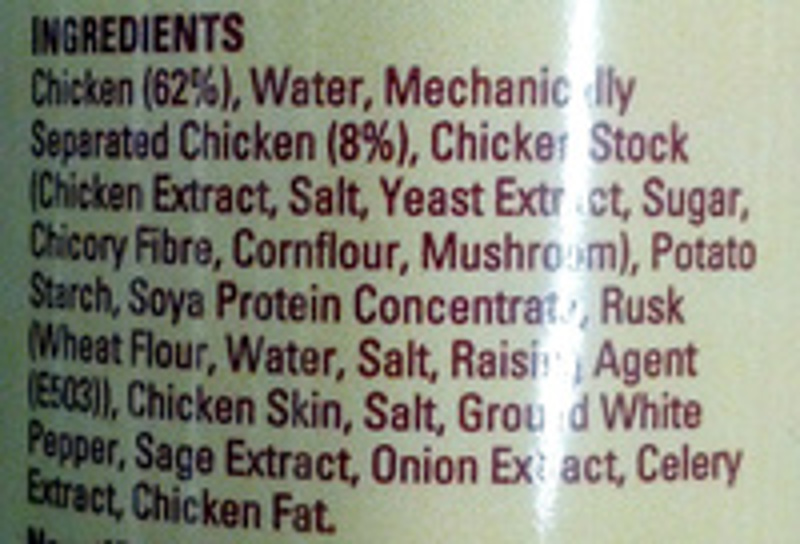 INGREDIENTS
Chicken (62%), Water, Mechanically
Separated Chicken (8%), Chicken Stock
(Chicken Extract, Salt, Yeast Extract, Sugar,
Chicory Fibre, Cornflour, Mushroom), Potato
Starch, Soya Protein Concentrate, Rusk
(Wheat Flour, Water, Salt, Raising Agent
(E503)), Chicken Skin, Salt, Ground White
Pepper, Sage Extract, Onion Extract, Celery
Extract, Chicken Fat.